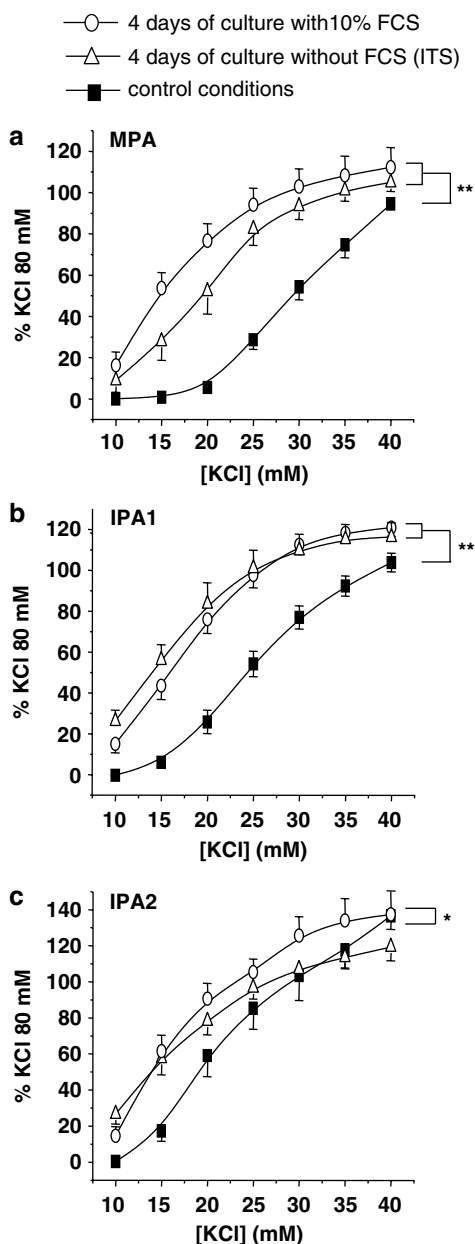 4 days of culture with10% FCS
4 days of culture without FCS (ITS)
control conditions
a
MPA
120
100
80
60
40
20
0
% KCl 80 mM
**
10 15 20 25 30 35 40
[KCl] (mM)
b
IPA1
120
100
80
60
40
20
0
% KCl 80 mM
**
10 15 20 25 30 35 40
[KCl] (mM)
c
IPA2
140
120
100
80
60
40
20
0
% KCl 80 mM
*
10 15 20 25 30 35 40
[KCl] (mM)